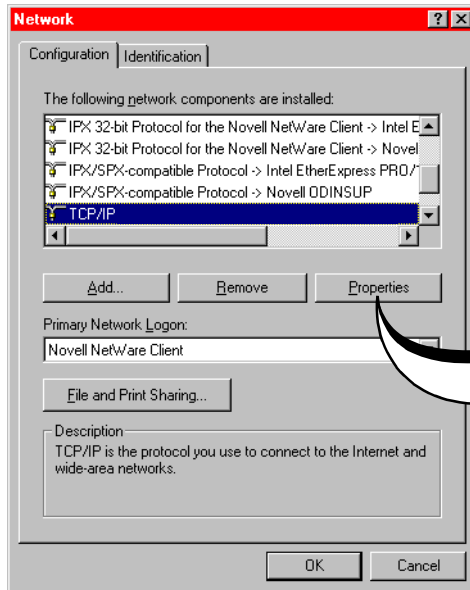 Network
Configuration Identification
The following network components are installed:
IPX 32-bit Protocol for the Novell NetWare Client -> Intel E
IPX 32-bit Protocol for the Novell NetWare Client -> Novel
IPX/SPX-compatible Protocol -> Intel EtherExpress PRO/
IPX/SPX-compatible Protocol -> Novell ODINSUP
TCP/IP
Add... Remove Properties
Primary Network Logon:
Novell NetWare Client
File and Print Sharing...
Description
TCP/IP is the protocol you use to connect to the Internet and
wide-area networks.
OK Cancel